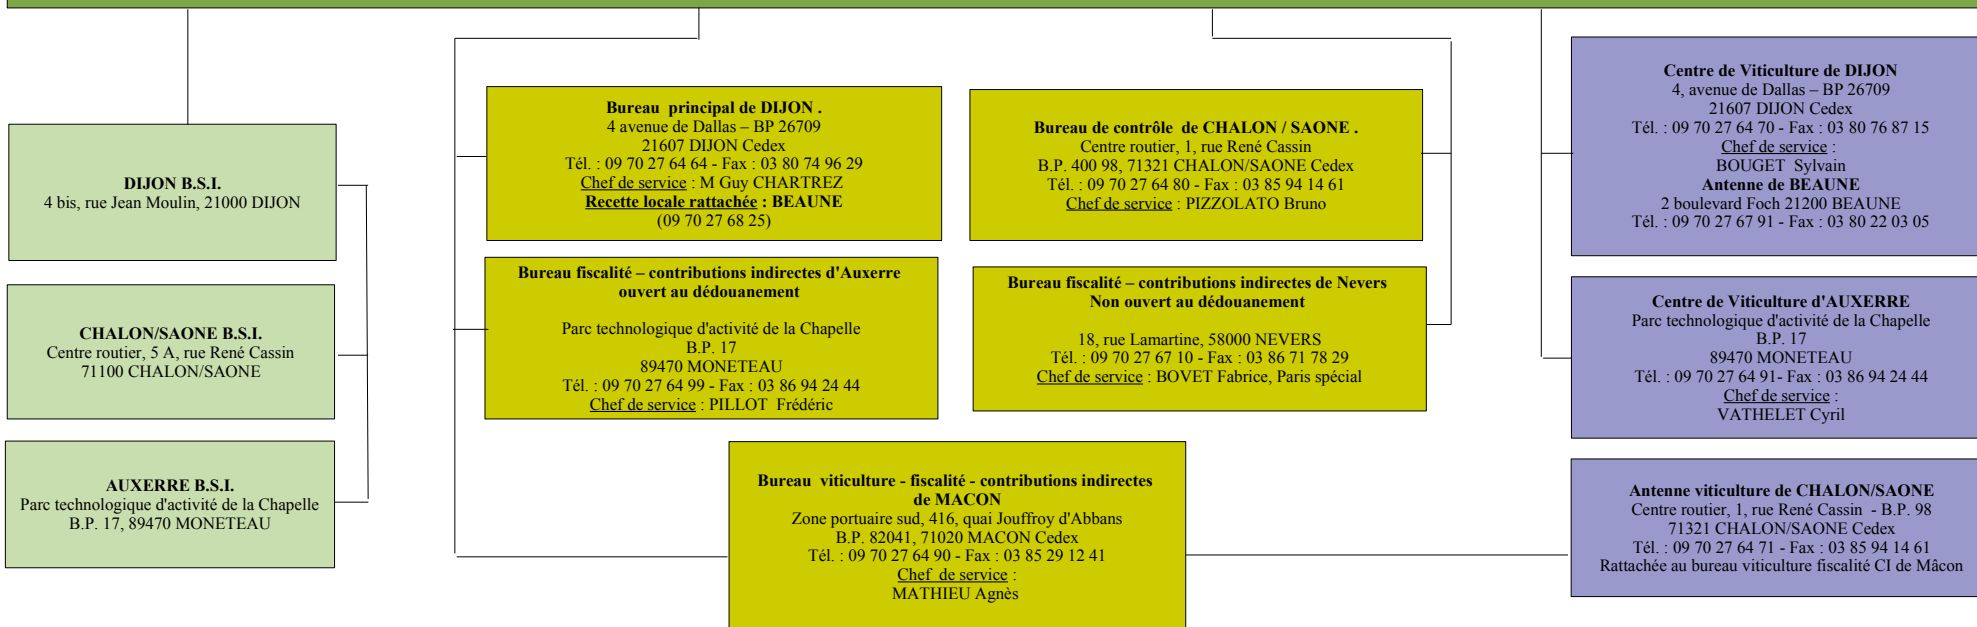 DIJON B.S.I.
4 bis, rue Jean Moulin, 21000 DIJON
CHALON/SAONE B.S.I.
Centre routier, 5 A, rue René Cassin
71100 CHALON/SAONE
AUXERRE B.S.I.
Parc technologique d'activité de la Chapelle
B.P. 17, 89470 MONETEAU
Bureau principal de DIJON .
4 avenue de Dallas – BP 26709
21607 DIJON Cedex
Tél. : 09 70 27 64 64 - Fax : 03 80 74 96 29
Chef de service : M Guy CHARTREZ
Recette locale rattachée : BEAUNE
(09 70 27 68 25)
Bureau fiscalité – contributions indirectes d'Auxerre
ouvert au dédouanement
Parc technologique d'activité de la Chapelle
B.P. 17
89470 MONETEAU
Tél. : 09 70 27 64 99 - Fax : 03 86 94 24 44
Chef de service : PILLOT Frédéric
Bureau de contrôle de CHALON / SAONE .
Centre routier, 1, rue René Cassin
B.P. 400 98, 71321 CHALON/SAONE Cedex
Tél. : 09 70 27 64 80 - Fax : 03 85 94 14 61
Chef de service : PIZZOLATO Bruno
Bureau fiscalité – contributions indirectes de Nevers
Non ouvert au dédouanement
18, rue Lamartine, 58000 NEVERS
Tél. : 09 70 27 67 10 - Fax : 03 86 71 78 29
Chef de service : BOVET Fabrice, Paris spécial
Bureau viticulture - fiscalité - contributions indirectes
de MACON
Zone portuaire sud, 416, quai Jouffroy d'Abbans
B.P. 82041, 71020 MACON Cedex
Tél. : 09 70 27 64 90 - Fax : 03 85 29 12 41
Chef de service :
MATHIEU Agnès
Centre de Viticulture de DIJON
4, avenue de Dallas – BP 26709
21607 DIJON Cedex
Tél. : 09 70 27 64 70 - Fax : 03 80 76 87 15
Chef de service :
BOUGET Sylvain
Antenne de BEAUNE
2 boulevard Foch 21200 BEAUNE
Tél. : 09 70 27 67 91 - Fax : 03 80 22 03 05
Centre de Viticulture d'AUXERRE
Parc technologique d'activité de la Chapelle
B.P. 17
89470 MONETEAU
Tél. : 09 70 27 64 91- Fax : 03 86 94 24 44
Chef de service :
VATHELET Cyril
Antenne viticulture de CHALON/SAONE
Centre routier, 1, rue René Cassin - B.P. 98
71321 CHALON/SAONE Cedex
Tél. : 09 70 27 64 71 - Fax : 03 85 94 14 61
Rattachée au bureau viticulture fiscalité CI de Mâcon